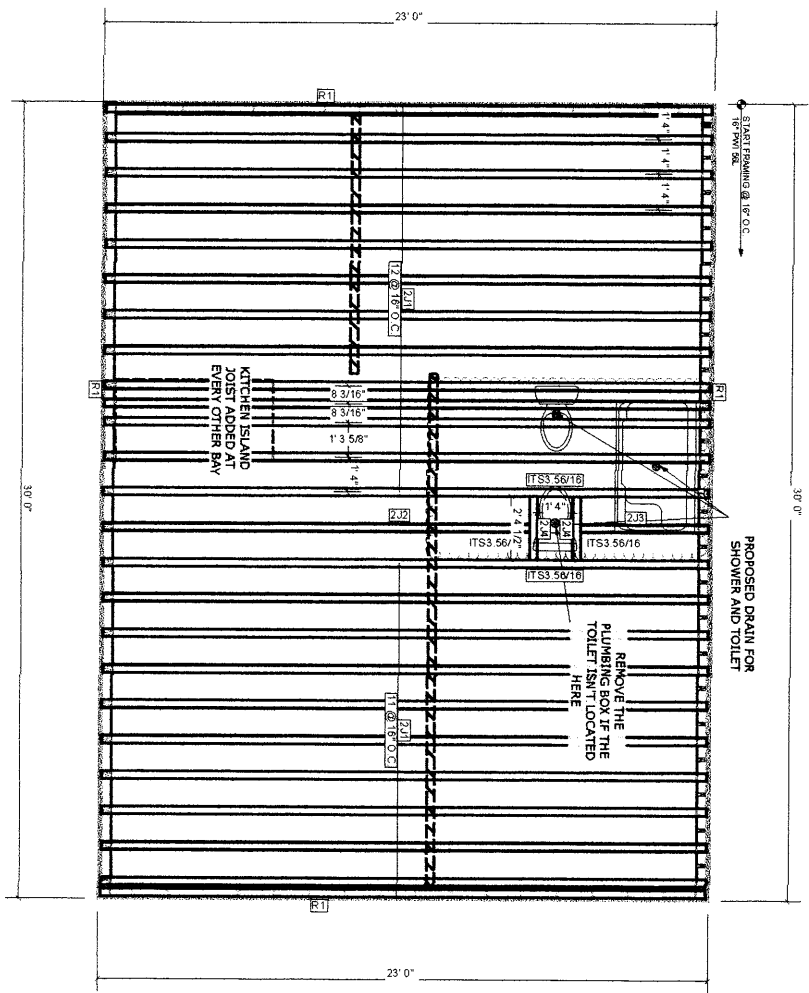 23' 0"
R1
START FRAMING @ 16" O.C.
16" PWI 56L
1' 4"
1' 4"
1' 4"
12 @ 16" O.C.
2J1
R1
R1
KITCHEN ISLAND
JOIST ADDED AT
EVERY OTHER BAY
8 3/16"
8 3/16"
1' 3 5/8"
1' 4"
ITS3.56/16
1' 4"
2' 4 1/2"
2J2
2J3
2J4
2J4
ITS3.56/
ITS3.56/16
ITS3.56/16
30' 0"
30' 0"
PROPOSED DRAIN FOR
SHOWER AND TOILET
REMOVE THE
PLUMBING BOX IF THE
TOILET ISN'T LOCATED
HERE
11 @ 16" O.C.
2J1
R1
23' 0"